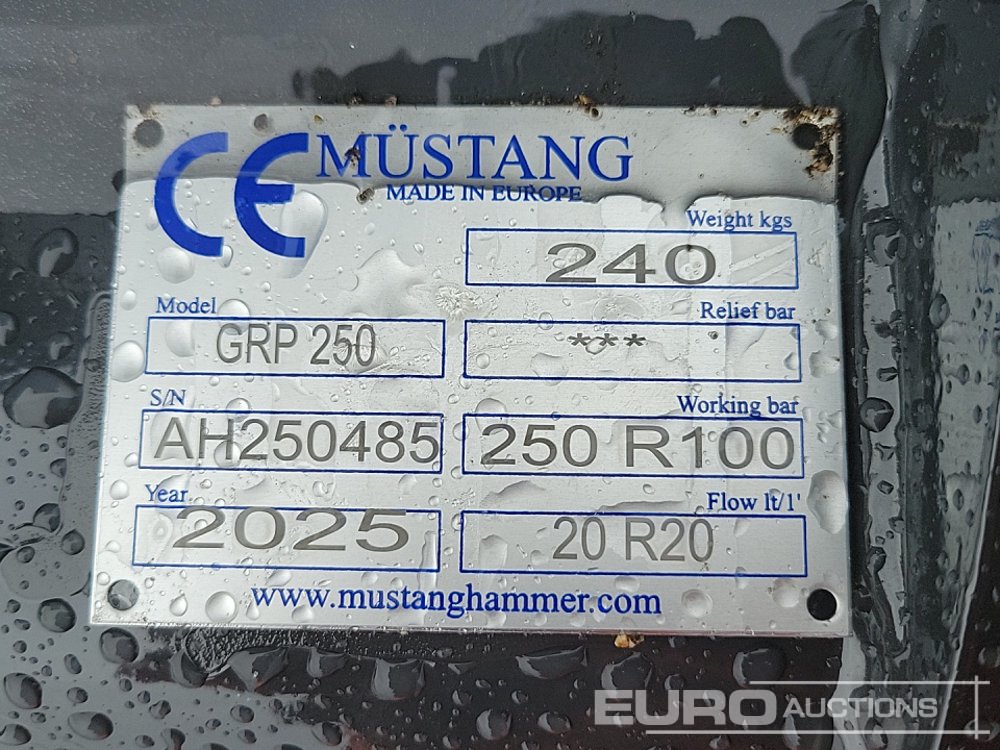 CE MÜSTANG
MADE IN EUROPE
Weight kgs
240
Model
Relief bar
GRP 250
***
S/N
Working bar
AH250485
250 R100
Year
Flow lt/1'
2025
20 R20
www.mustanghammer.com
EURO AUCTIONS